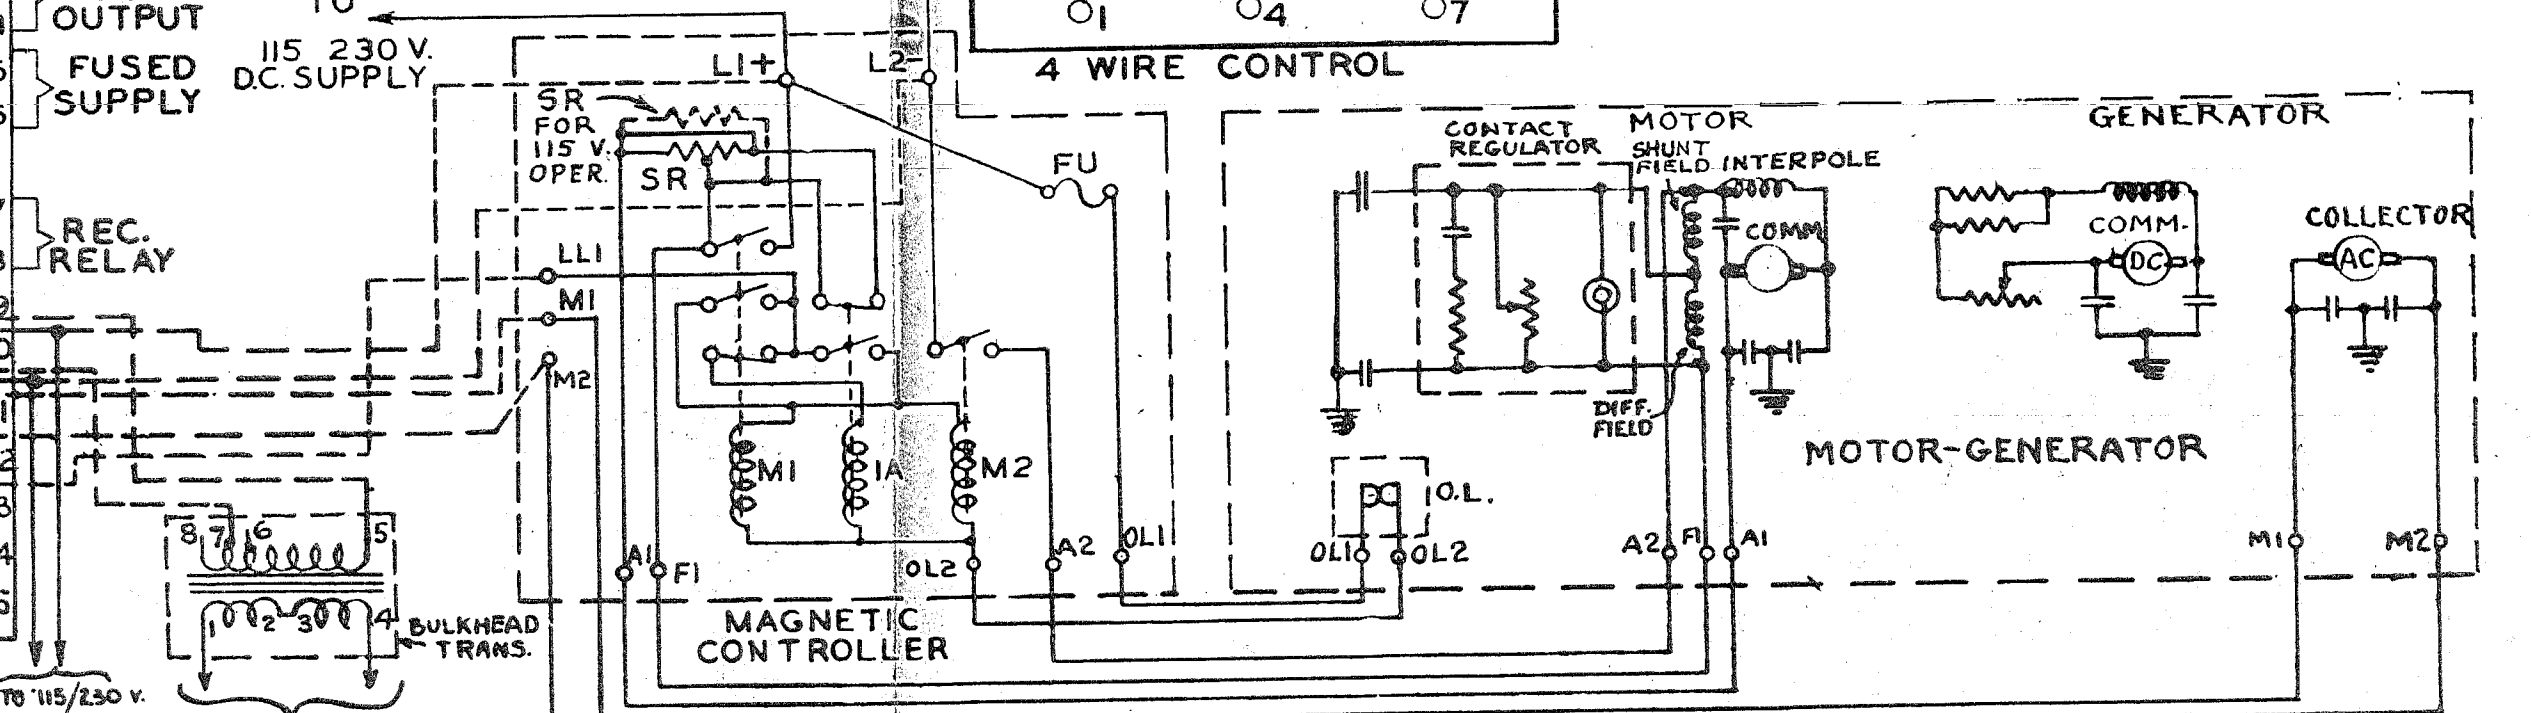 OUTPUT
TO
115 230 V.
D.C. SUPPLY
FUSED
SUPPLY
REC.
RELAY
L1+
L2-
1
4
7
4 WIRE CONTROL
SR
FOR
115 V.
OPER.
SR
LL1
M1
M2
FU
CONTACT
REGULATOR
MOTOR
SHUNT
FIELD
INTERPOLE
COMM
GENERATOR
COMM.
DC
COLLECTOR
AC
DIFF.
FIELD
MOTOR-GENERATOR
M1
1A
M2
O.L.
8
7
6
5
1
2
3
4
BULKHEAD
TRANS.
A1
F1
OL2
A2
OL1
OL1
OL2
A2
F1
A1
M1
M2
MAGNETIC
CONTROLLER
TO 115/230 V.